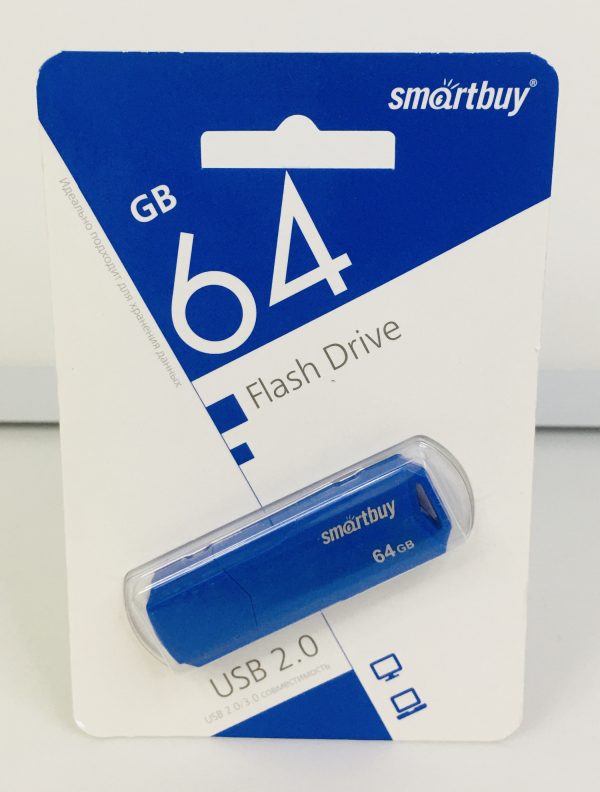 smartbuy®
GB
64
Идеально подходит для хранения данных
Flash Drive
smartbuy
64GB
USB 2.0
USB 2.0/3.0 совместимость